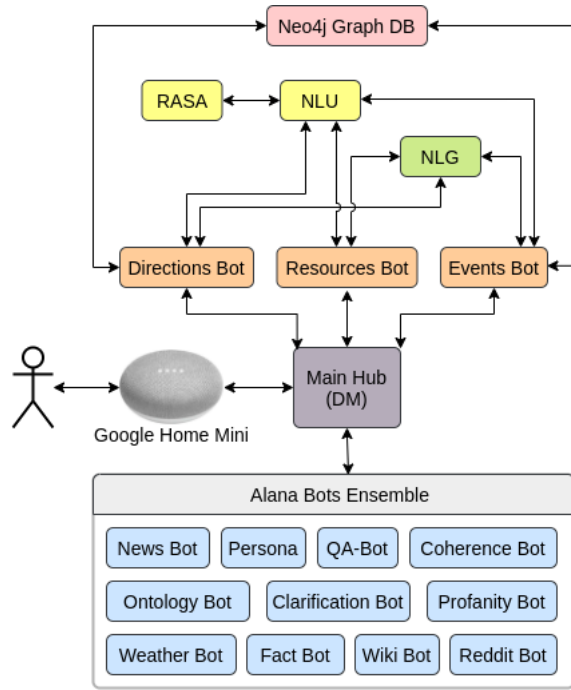 Neo4j Graph DB
RASA
NLU
NLG
Directions Bot
Resources Bot
Events Bot
Main Hub
(DM)
Google Home Mini
Alana Bots Ensemble
News Bot
Persona
QA-Bot
Coherence Bot
Ontology Bot
Clarification Bot
Profanity Bot
Weather Bot
Fact Bot
Wiki Bot
Reddit Bot